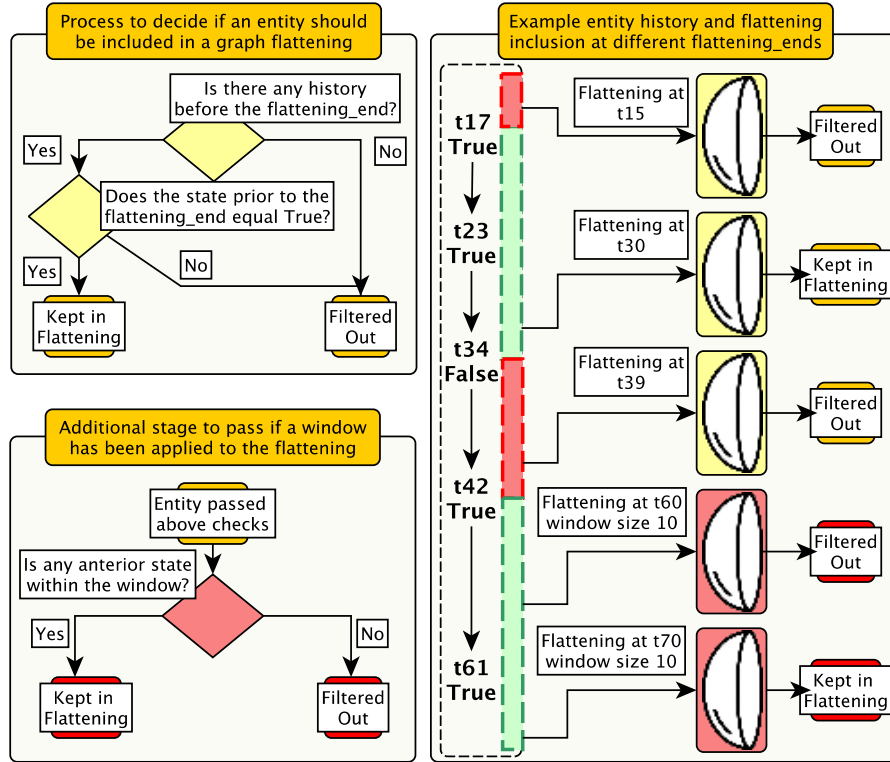 Process to decide if an entity should
be included in a graph flattening
Is there any history
before the flattening_end?
Yes
No
Does the state prior to the
flattening_end equal True?
Yes
No
Kept in
Flattening
Filtered
Out
Additional stage to pass if a window
has been applied to the flattening
Entity passed
above checks
Is any anterior state
within the window?
Yes
No
Kept in
Flattening
Filtered
Out
Example entity history and flattening
inclusion at different flattening_ends
t17
True
t23
True
t34
False
t42
True
t61
True
Flattening at
t15
Filtered
Out
Flattening at
t30
Kept in
Flattening
Flattening at
t39
Filtered
Out
Flattening at t60
window size 10
Filtered
Out
Flattening at t70
window size 10
Kept in
Flattening